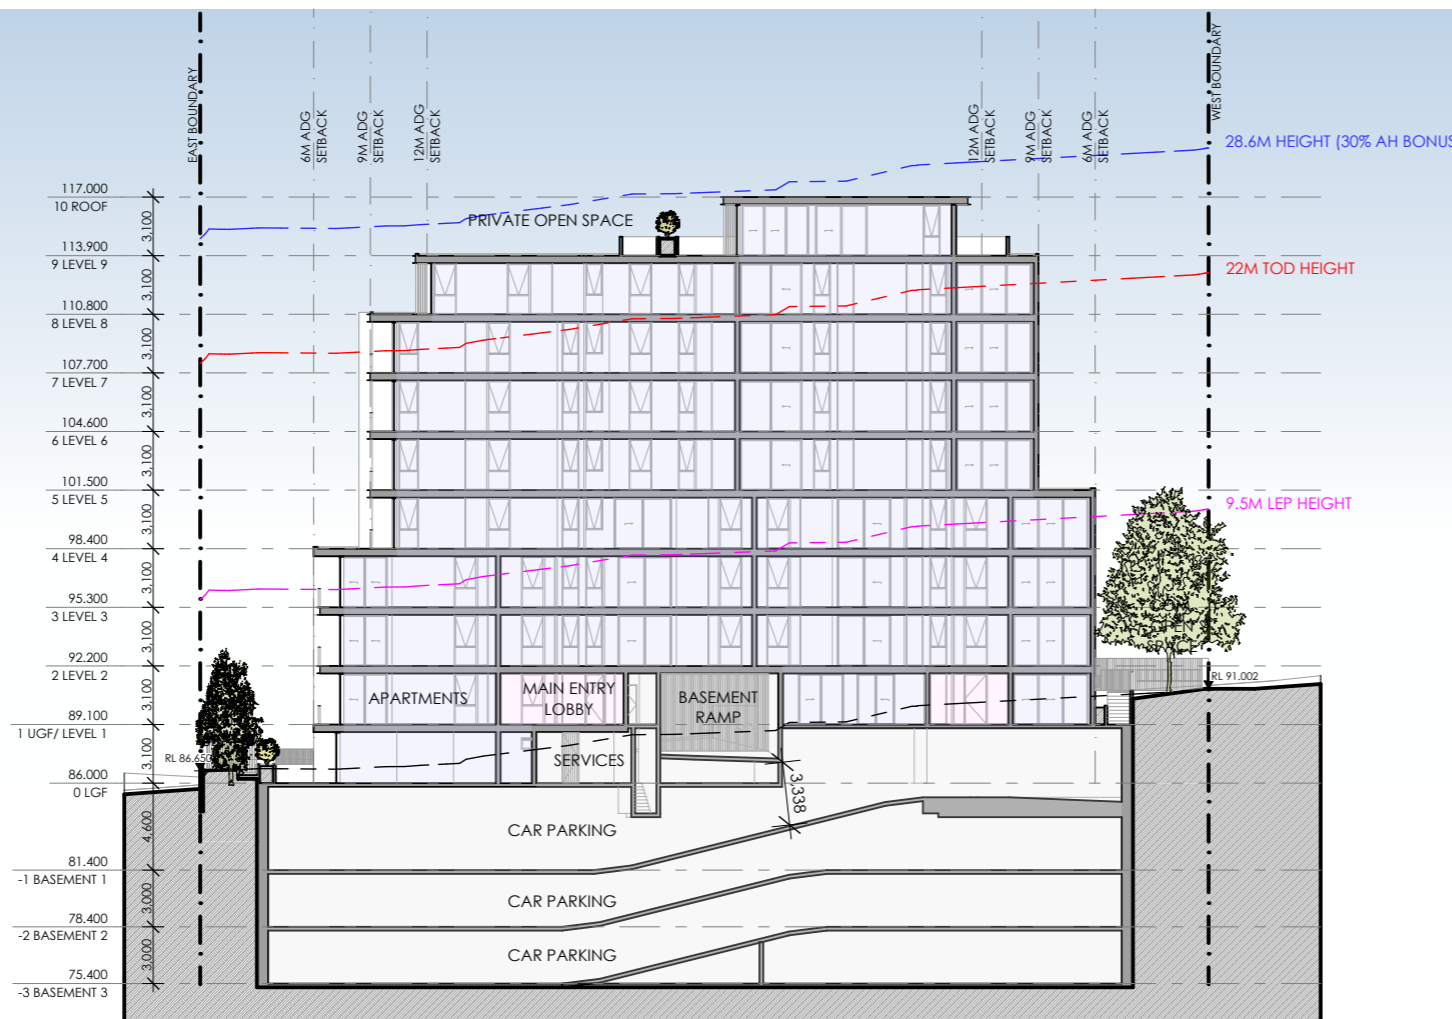 EAST BOUNDARY
6M ADG
SETBACK
9M ADG
SETBACK
12M ADG
SETBACK
12M ADG
SETBACK
9M ADG
SETBACK
6M ADG
SETBACK
WEST BOUNDARY
28.6M HEIGHT (30% AH BONUS
117.000
10 ROOF
PRIVATE OPEN SPACE
3,100
113.900
9 LEVEL 9
22M TOD HEIGHT
3,100
110.800
8 LEVEL 8
3,100
107.700
7 LEVEL 7
3,100
104.600
6 LEVEL 6
3,100
101.500
5 LEVEL 5
9.5M LEP HEIGHT
3,100
98.400
4 LEVEL 4
3,100
95.300
3 LEVEL 3
3,100
92.200
2 LEVEL 2
RL 91.002
3,100
APARTMENTS
MAIN ENTRY
LOBBY
BASEMENT
RAMP
89.100
1 UGF/ LEVEL 1
3,100
RL 86.650
SERVICES
86.000
0 LGF
3,338
4,600
CAR PARKING
81.400
-1 BASEMENT 1
3,000
CAR PARKING
78.400
-2 BASEMENT 2
3,000
CAR PARKING
75.400
-3 BASEMENT 3